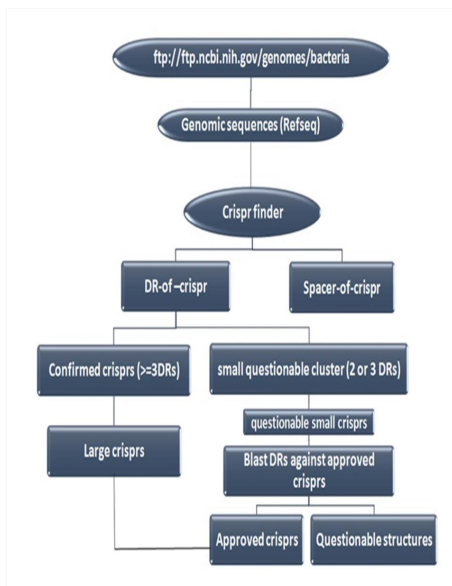 ftp://ftp.ncbi.nih.gov/genomes/bacteria
Genomic sequences (Refseq)
Crispr finder
DR-of –crispr
Spacer-of-crispr
Confirmed crisprs (>=3DRs)
small questionable cluster (2 or 3 DRs)
questionable small crisprs
Large crisprs
Blast DRs against approved
crisprs
Approved crisprs
Questionable structures